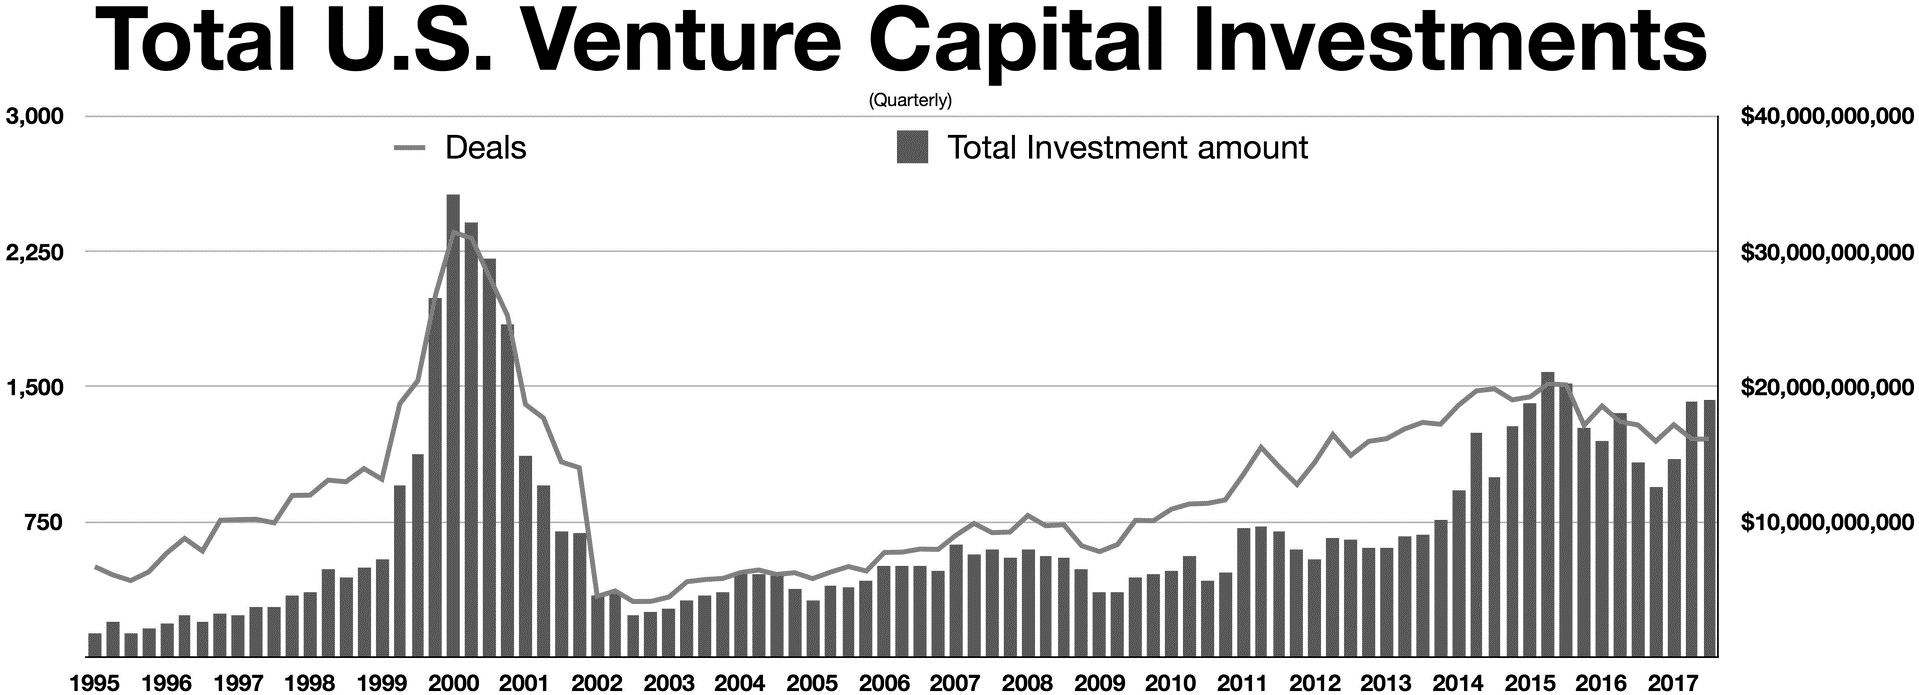 Total U.S. Venture Capital Investments
(Quarterly)
3,000 $40,000,000,000
Deals Total Investment amount
2,250 $30,000,000,000
1,500 $20,000,000,000
750 $10,000,000,000
1995 1996 1997 1998 1999 2000 2001 2002 2003 2004 2005 2006 2007 2008 2009 2010 2011 2012 2013 2014 2015 2016 2017